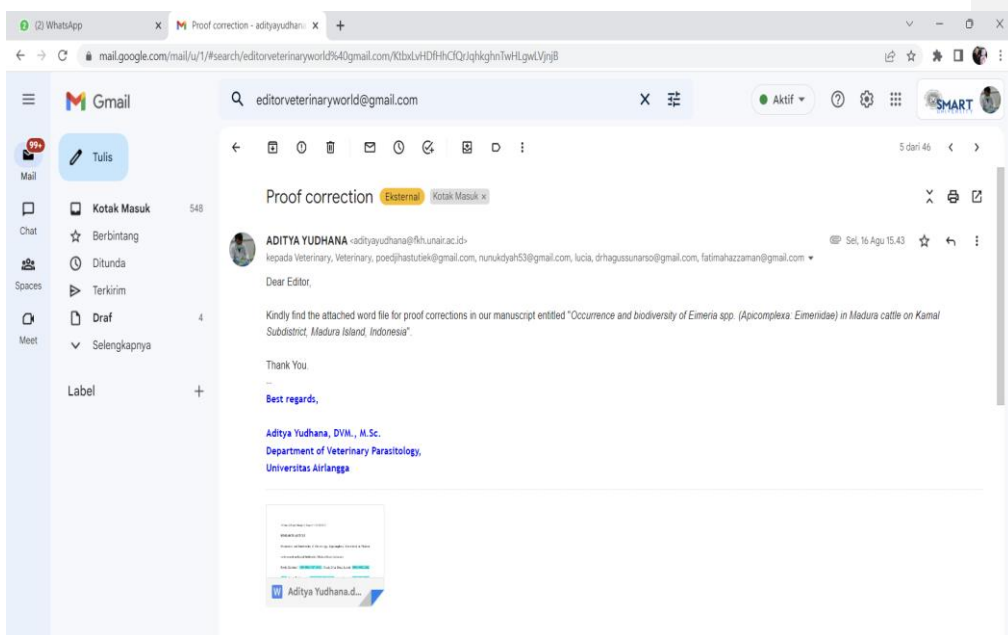 (2) WhatsApp
Proof correction - adityayudhana
mail.google.com/mail/u/1/#search/editorveterinaryworld%40gmail.com/
Gmail
editorveterinaryworld@gmail.com
Aktif
SMART
99+
Mail
Tulis
5 dari 46
Chat
Kotak Masuk 548
Proof correction Eksternal Kotak Masuk x
Berbintang
Spaces
Ditunda
ADITYA YUDHANA <adityayudhana@fkh.unair.ac.id>
Sel, 16 Agu 15.43
kepada Veterinary, Veterinary, poedjihastutiek@gmail.com, nunukdyah53@gmail.com, lucia, drhagussunarso@gmail.com, fatimahazzaman@gmail.com
Terkirim
Dear Editor,
Meet
Draf 4
Kindly find the attached word file for proof corrections in our manuscript entitled "Occurrence and biodiversity of Eimeria spp. (Apicomplexa: Eimeriidae) in Madura cattle on Kamal
Subdistrict, Madura Island, Indonesia".
Selengkapnya
Thank You.
Label
--
Best regards,
Aditya Yudhana, DVM., M.Sc.
Department of Veterinary Parasitology,
Universitas Airlangga
W Aditya Yudhana.d...